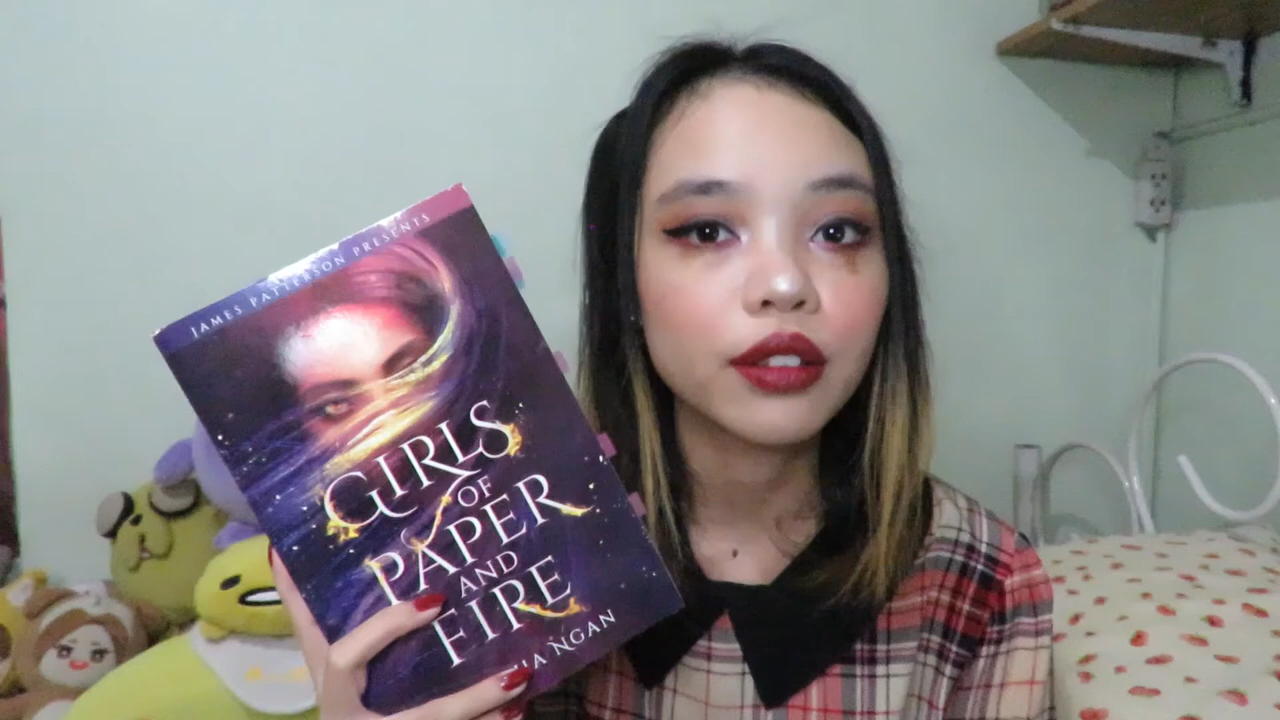 JAMES PATTERSON PRESENTS
GIRLS
OF
PAPER
AND
FIRE
NGAN